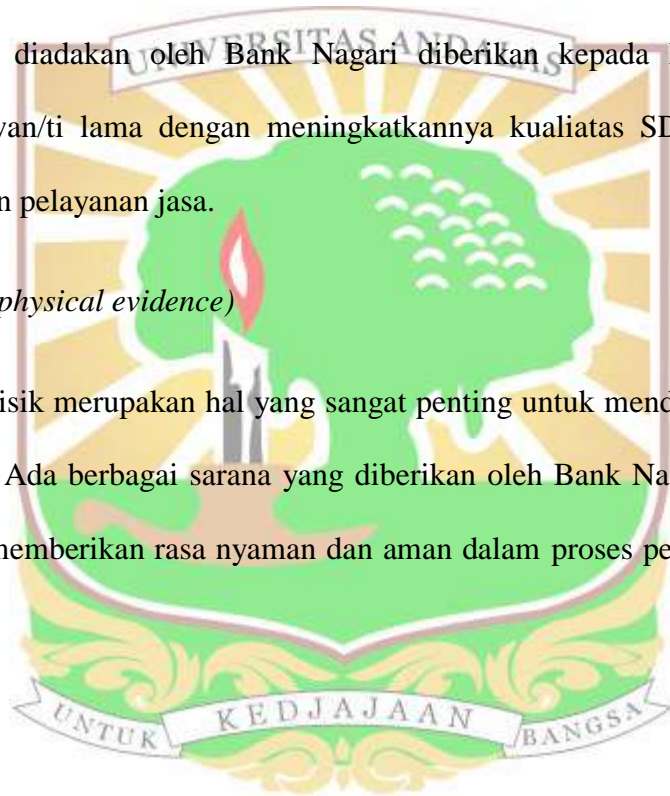 UNIVERSITAS ANDALAS
diadakan oleh Bank Nagari diberikan kepada
van/ti lama dengan meningkatkannya kualiatas SD
n pelayanan jasa.
physical evidence)
isik merupakan hal yang sangat penting untuk mend
Ada berbagai sarana yang diberikan oleh Bank Na
memberikan rasa nyaman dan aman dalam proses pe
UNTUK KEDJAJAAN BANGSA